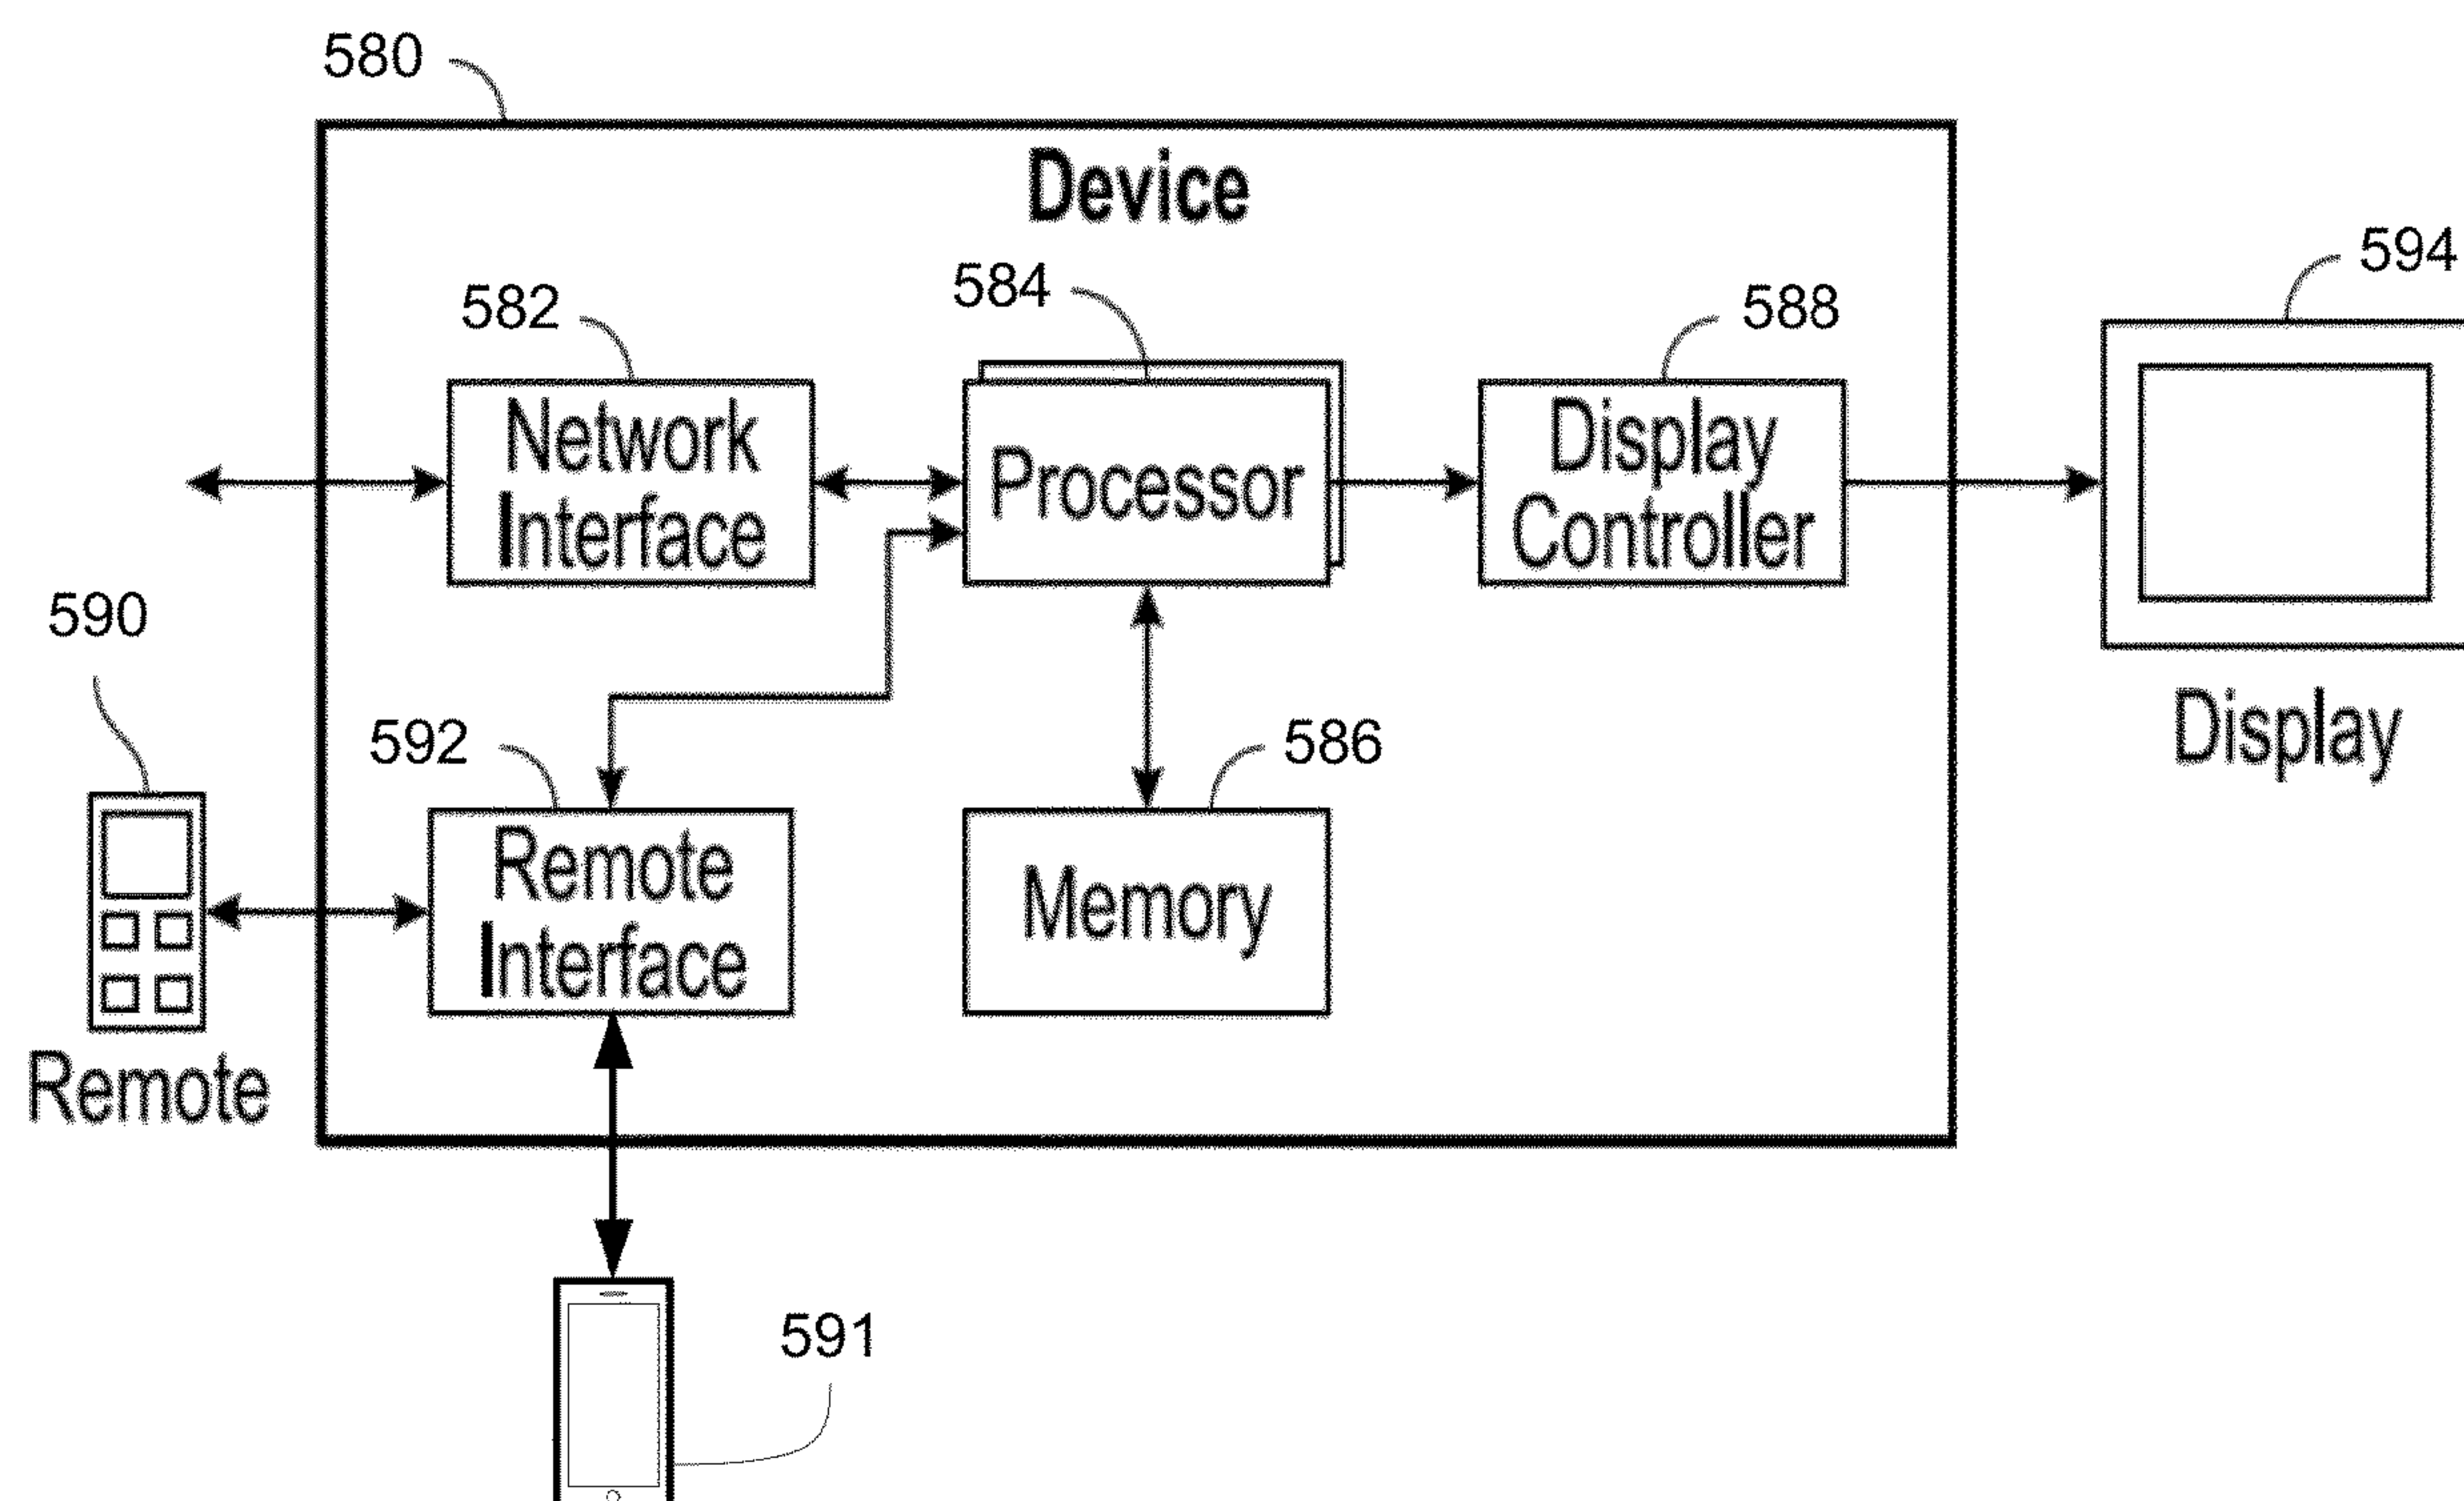 580
Device
594
582
584
588
Network
Interface
Processor
Display
Controller
590
Display
592
586
Remote
Interface
Memory
Remote
591